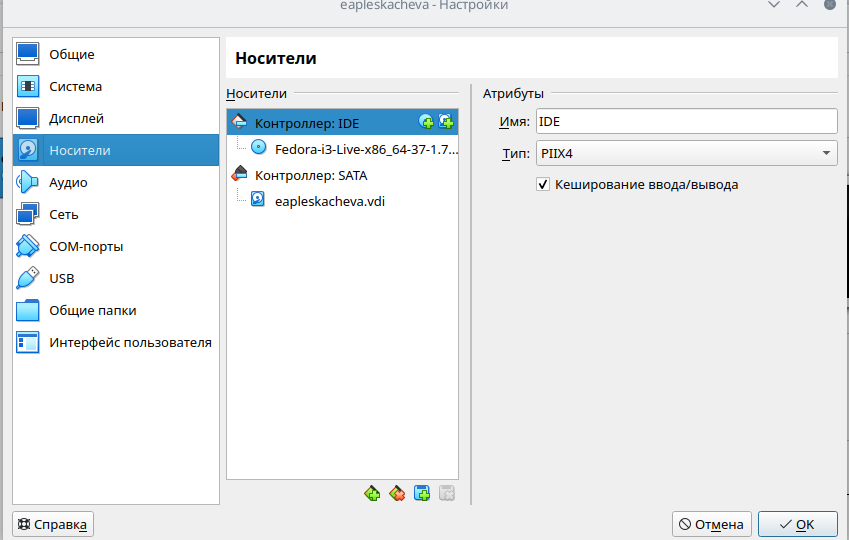 eapleskacheva - Настройки
Общие
Система
Дисплей
Носители
Аудио
Сеть
COM-порты
USB
Общие папки
Интерфейс пользователя
Носители
Носители
Контроллер: IDE
Fedora-i3-Live-x86_64-37-1.7...
Контроллер: SATA
eapleskacheva.vdi
Атрибуты
Имя: IDE
Тип: PIIX4
Кеширование ввода/вывода
Справка
Отмена
OK